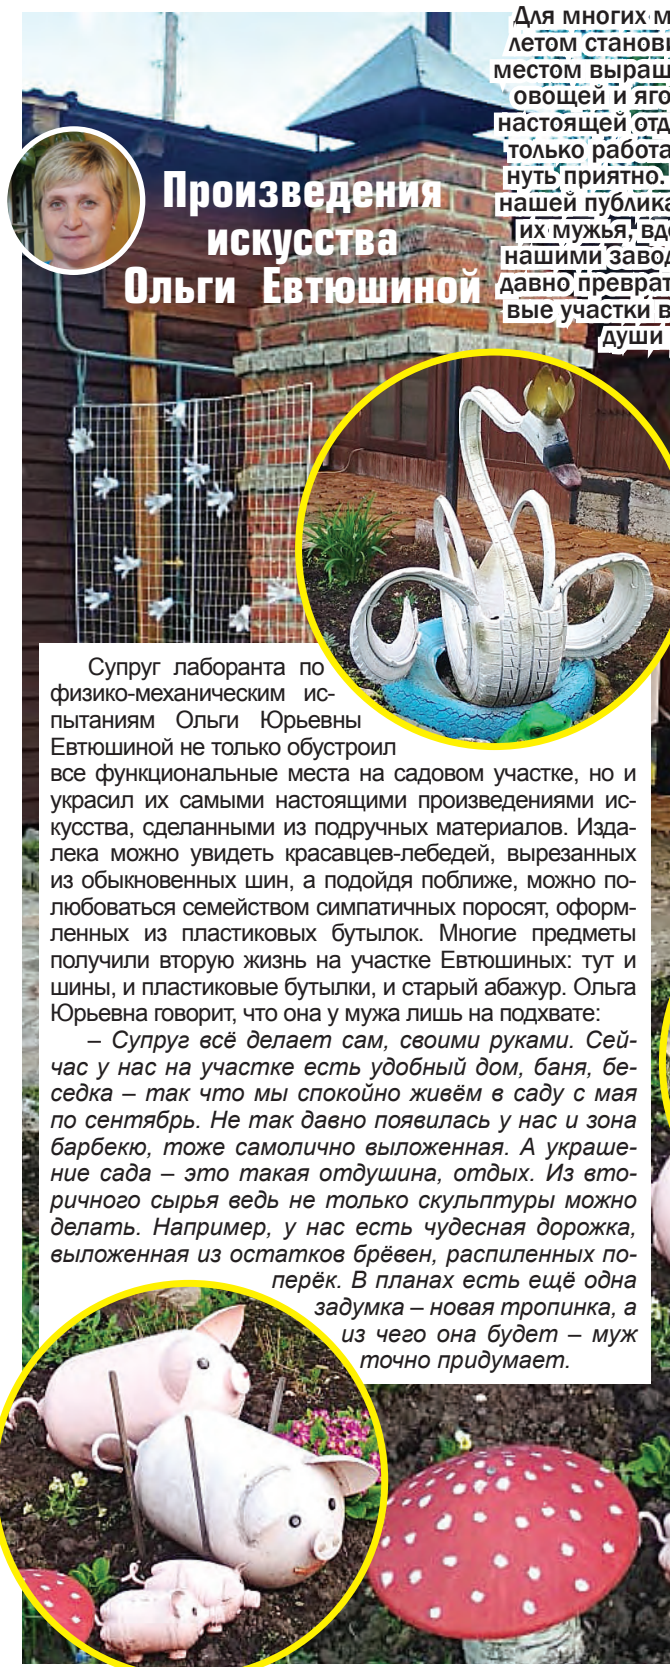 Для многих
летом
местом
овощей и
настоящей
только
нуть приятно.
нашей
их мужья,
нашими
давно
вые участки
души
Произведения
искусства
Ольги Евтюшиной
Супруг лаборанта по
физико-механическим ис-
пытаниям Ольги Юрьевны
Евтюшиной не только обустроил
все функциональные места на садовом участке, но и
украсил их самыми настоящими произведениями ис-
кусства, сделанными из подручных материалов. Изда-
лека можно увидеть красавцев-лебедей, вырезанных
из обыкновенных шин, а подойдя поближе, можно по-
любоваться семейством симпатичных поросят, оформ-
ленных из пластиковых бутылок. Многие предметы
получили вторую жизнь на участке Евтюшиных: тут и
шины, и пластиковые бутылки, и старый абажур. Ольга
Юрьевна говорит, что она у мужа лишь на подхвате:
– Супруг всё делает сам, своими руками. Сей-
час у нас на участке есть удобный дом, баня, бе-
седка – так что мы спокойно живём в саду с мая
по сентябрь. Не так давно появилась у нас и зона
барбекю, тоже самолично выложенная. А украше-
ние сада – это такая отдушина, отдых. Из вто-
ричного сырья ведь не только скульптуры можно
делать. Например, у нас есть чудесная дорожка,
выложенная из остатков брёвен, распиленных по-
перёк. В планах есть ещё одна
задумка – новая тропинка, а
из чего она будет – муж
точно придумает.